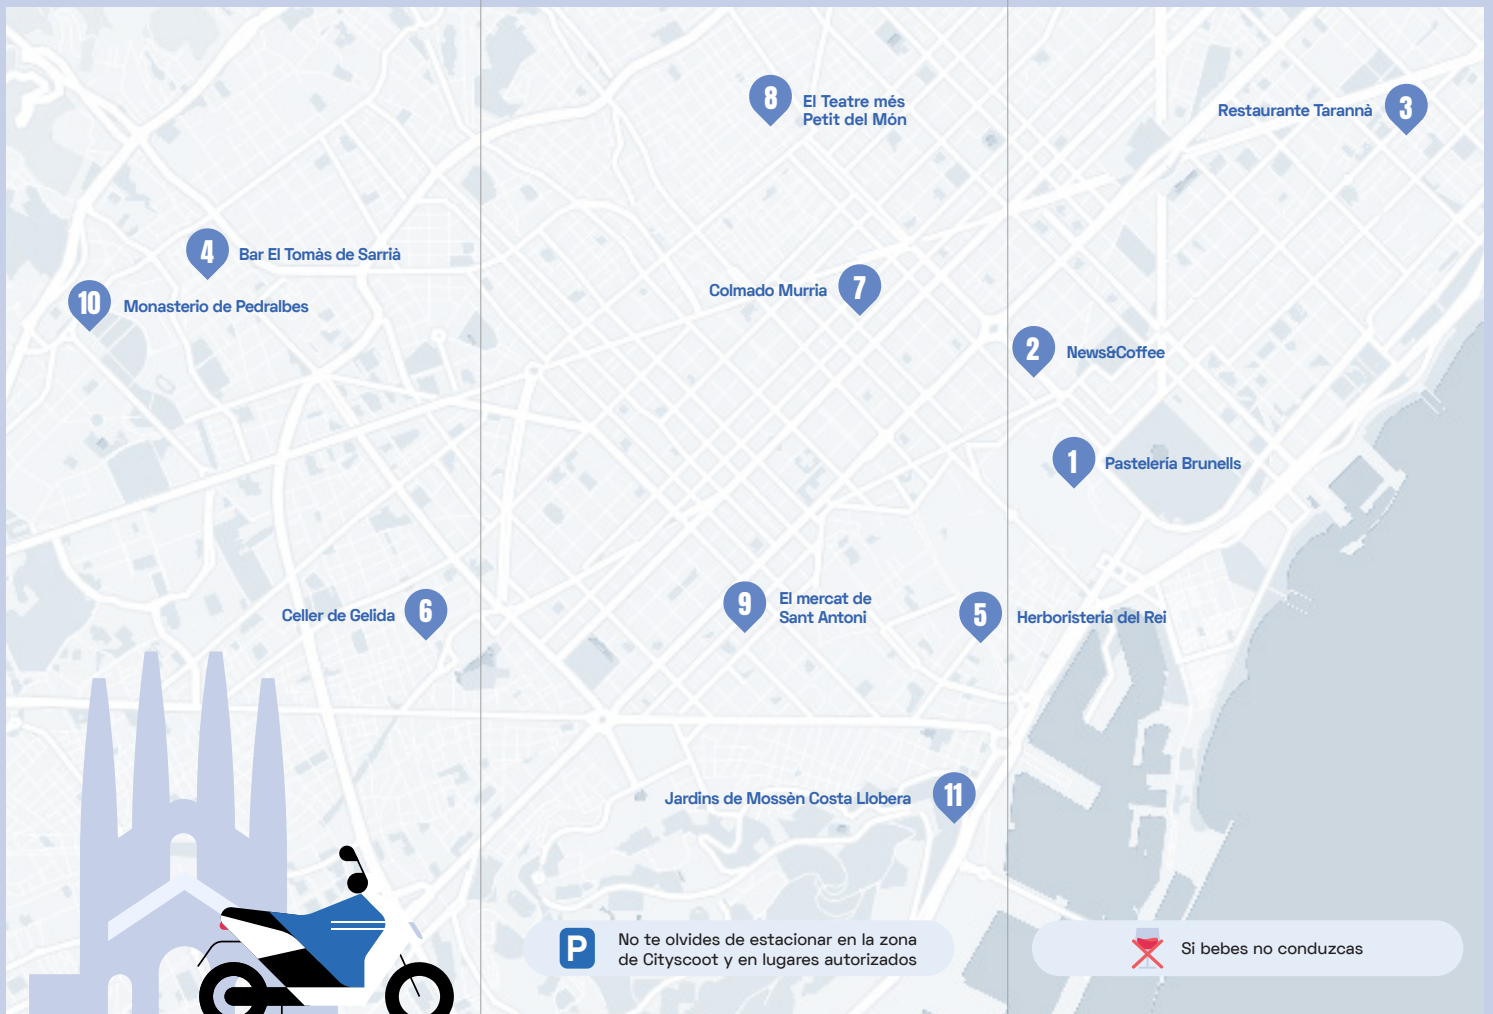 8
El Teatre més
Petit del Món
Restaurante Tarannà
3
4
Bar El Tomàs de Sarrià
10
Monasterio de Pedralbes
Colmado Murria
7
2
News&Coffee
1
Pastelería Brunells
Celler de Gelida
6
9
El mercat de
Sant Antoni
5
Herboristeria del Rei
Jardins de Mossèn Costa Llobera
11
P
No te olvides de estacionar en la zona
de Cityscoot y en lugares autorizados
Si bebes no conduzcas